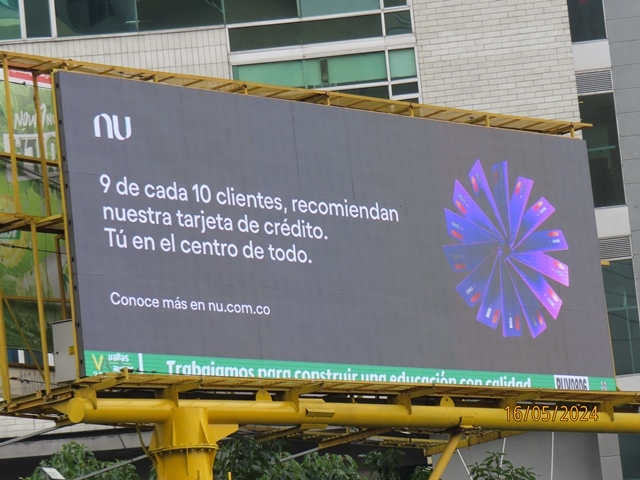 nu
9 de cada 10 clientes, recomiendan
nuestra tarjeta de crédito.
Tú en el centro de todo.
Conoce más en nu.com.co
vallas
Trabajamos para construir una educación con calidad
16/05/2024